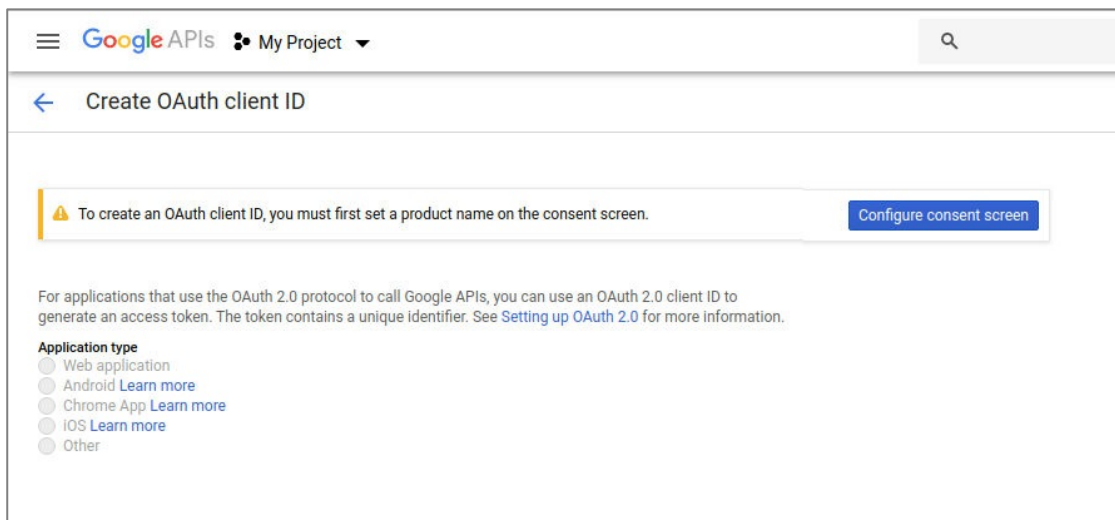 Google APIs My Project
Create OAuth client ID
To create an OAuth client ID, you must first set a product name on the consent screen. Configure consent screen
For applications that use the OAuth 2.0 protocol to call Google APIs, you can use an OAuth 2.0 client ID to
generate an access token. The token contains a unique identifier. See Setting up OAuth 2.0 for more information.
Application type
Web application
Android Learn more
Chrome App Learn more
iOS Learn more
Other